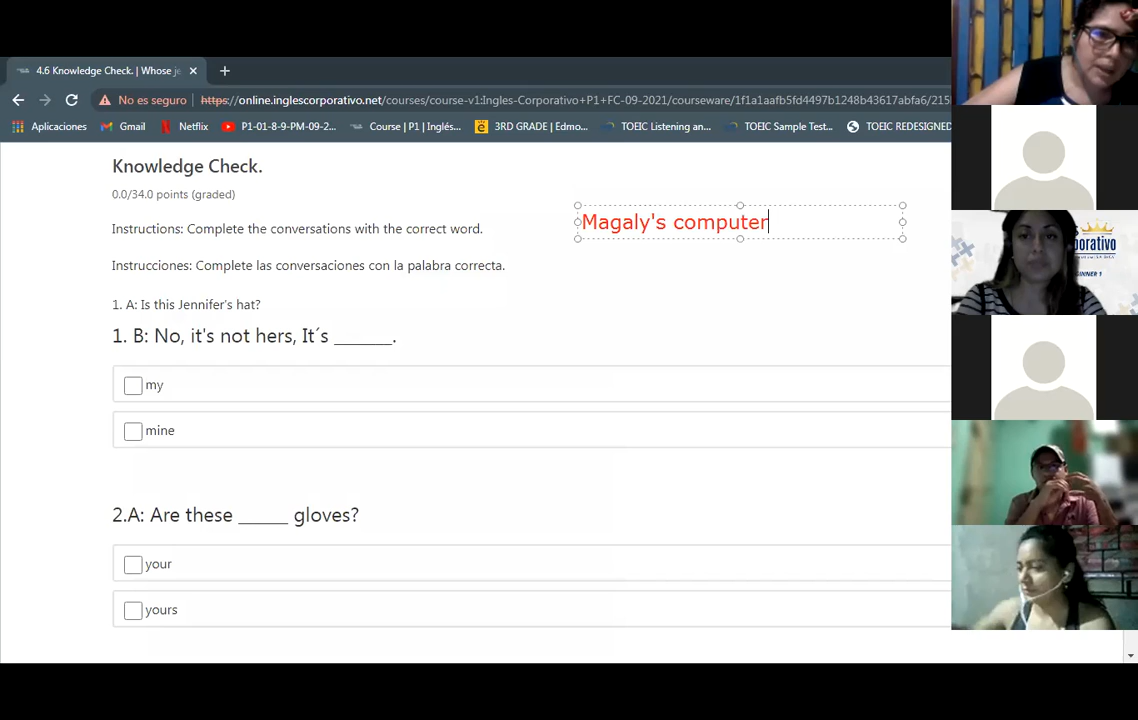 4.6 Knowledge Check. | Whose je
No es seguro
https://online.inglescorporativo.net/courses/course-v1:Ingles-Corporativo+P1+FC-09-2021/courseware/1f1a1aafb5fd4497b1248b43617abfa6/215
Aplicaciones Gmail Netflix P1-01-8-9-PM-09-2... Course | P1 | Inglés... 3RD GRADE | Edmo... TOEIC Listening an... TOEIC Sample Test... TOEIC REDESIGNED
Knowledge Check.
0.0/34.0 points (graded)
Magaly's computer
Instructions: Complete the conversations with the correct word.
Instrucciones: Complete las conversaciones con la palabra correcta.
1. A: Is this Jennifer's hat?
1. B: No, it's not hers, It´s ______.
my
mine
2.A: Are these _____ gloves?
your
yours